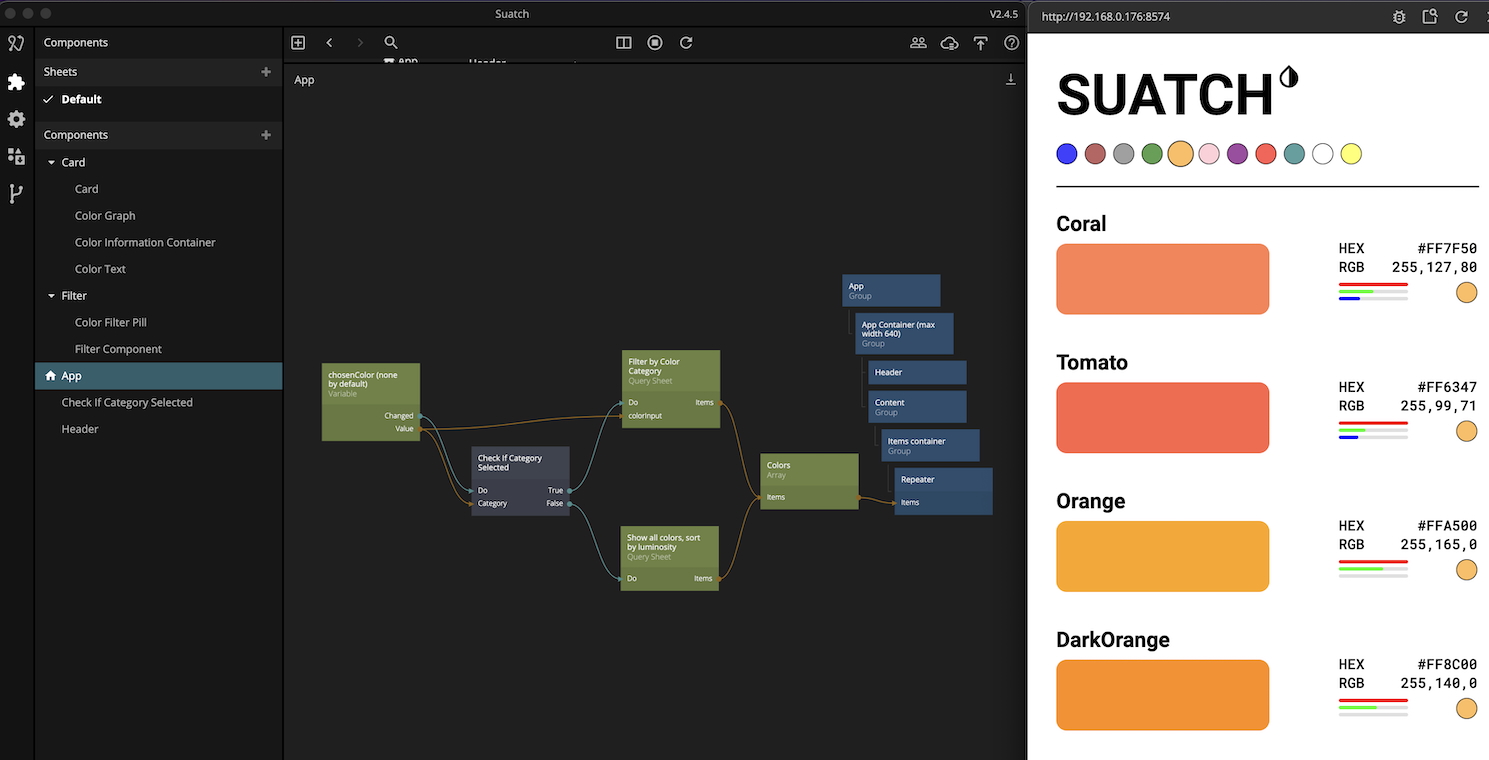 Suatch
V2.4.5
Components
Sheets
Default
Components
Card
Card
Color Graph
Color Information Container
Color Text
Filter
Color Filter Pill
Filter Component
App
Check If Category Selected
Header
App
chosenColor (none
by default)
Variable
Changed
Value
Check If Category
Selected
Do
True
Category
False
FIlter by Color
Category
Query Sheet
Do
Items
colorInput
Show all colors, sort
by luminosity
Query Sheet
Do
Items
Colors
Array
Items
App
Group
App Container (max
width 640)
Group
Header
Content
Group
Items container
Group
Repeater
Items
http://192.168.0.176:8574
SUATCH
Coral
HEX #FF7F50
RGB 255,127,80
Tomato
HEX #FF6347
RGB 255,99,71
Orange
HEX #FFA500
RGB 255,165,0
DarkOrange
HEX #FF8C00
RGB 255,140,0